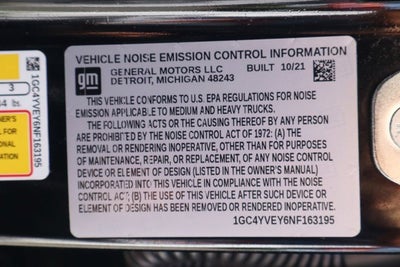 VEHICLE NOISE EMISSION CONTROL INFORMATION
gm
GENERAL MOTORS LLC BUILT 10/21
DETROIT, MICHIGAN 48243
THIS VEHICLE CONFORMS TO U.S. EPA REGULATIONS FOR NOISE
EMISSION APPLICABLE TO MEDIUM AND HEAVY TRUCKS.
THE FOLLOWING ACTS OR THE CAUSING THEREOF BY ANY PERSON
ARE PROHIBITED BY THE NOISE CONTROL ACT OF 1972: (A) THE
REMOVAL OR RENDERING INOPERATIVE, OTHER THAN FOR PURPOSES
OF MAINTENANCE, REPAIR, OR REPLACEMENT, OF ANY NOISE CONTROL
DEVICE OR ELEMENT OF DESIGN (LISTED IN THE OWNER'S MANUAL)
INCORPORATED INTO THIS VEHICLE IN COMPLIANCE WITH THE NOISE
CONTROL ACT; (B) THE USE OF THIS VEHICLE AFTER SUCH DEVICE OR
ELEMENT OF DESIGN HAS BEEN REMOVED OR RENDERED INOPERATIVE.
1GC4YVEY6NF163195
3
lbs.
1GC4YVEY6NF163195